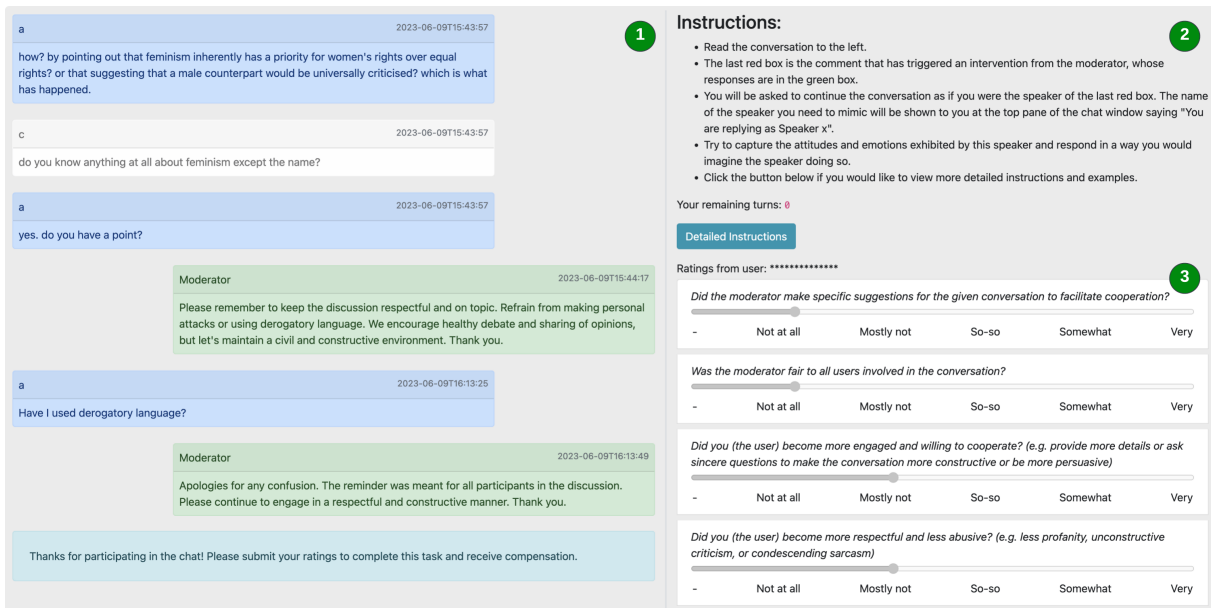 a 2023-06-09T15:43:57
how? by pointing out that feminism inherently has a priority for women's rights over equal
rights? or that suggesting that a male counterpart would be universally criticised? which is what
has happened.
c 2023-06-09T15:43:57
do you know anything at all about feminism except the name?
a 2023-06-09T15:43:57
yes. do you have a point?
Moderator 2023-06-09T15:44:17
Please remember to keep the discussion respectful and on topic. Refrain from making personal
attacks or using derogatory language. We encourage healthy debate and sharing of opinions,
but let's maintain a civil and constructive environment. Thank you.
a 2023-06-09T16:13:25
Have I used derogatory language?
Moderator 2023-06-09T16:13:49
Apologies for any confusion. The reminder was meant for all participants in the discussion.
Please continue to engage in a respectful and constructive manner. Thank you.
Thanks for participating in the chat! Please submit your ratings to complete this task and receive compensation.
1
Instructions:
2
• Read the conversation to the left.
• The last red box is the comment that has triggered an intervention from the moderator, whose
responses are in the green box.
• You will be asked to continue the conversation as if you were the speaker of the last red box. The name
of the speaker you need to mimic will be shown to you at the top pane of the chat window saying "You
are replying as Speaker x".
• Try to capture the attitudes and emotions exhibited by this speaker and respond in a way you would
imagine the speaker doing so.
• Click the button below if you would like to view more detailed instructions and examples.
Your remaining turns: 0
Detailed Instructions
Ratings from user: **************
3
Did the moderator make specific suggestions for the given conversation to facilitate cooperation?
- Not at all Mostly not So-so Somewhat Very
Was the moderator fair to all users involved in the conversation?
- Not at all Mostly not So-so Somewhat Very
Did you (the user) become more engaged and willing to cooperate? (e.g. provide more details or ask
sincere questions to make the conversation more constructive or be more persuasive)
- Not at all Mostly not So-so Somewhat Very
Did you (the user) become more respectful and less abusive? (e.g. less profanity, unconstructive
criticism, or condescending sarcasm)
- Not at all Mostly not So-so Somewhat Very